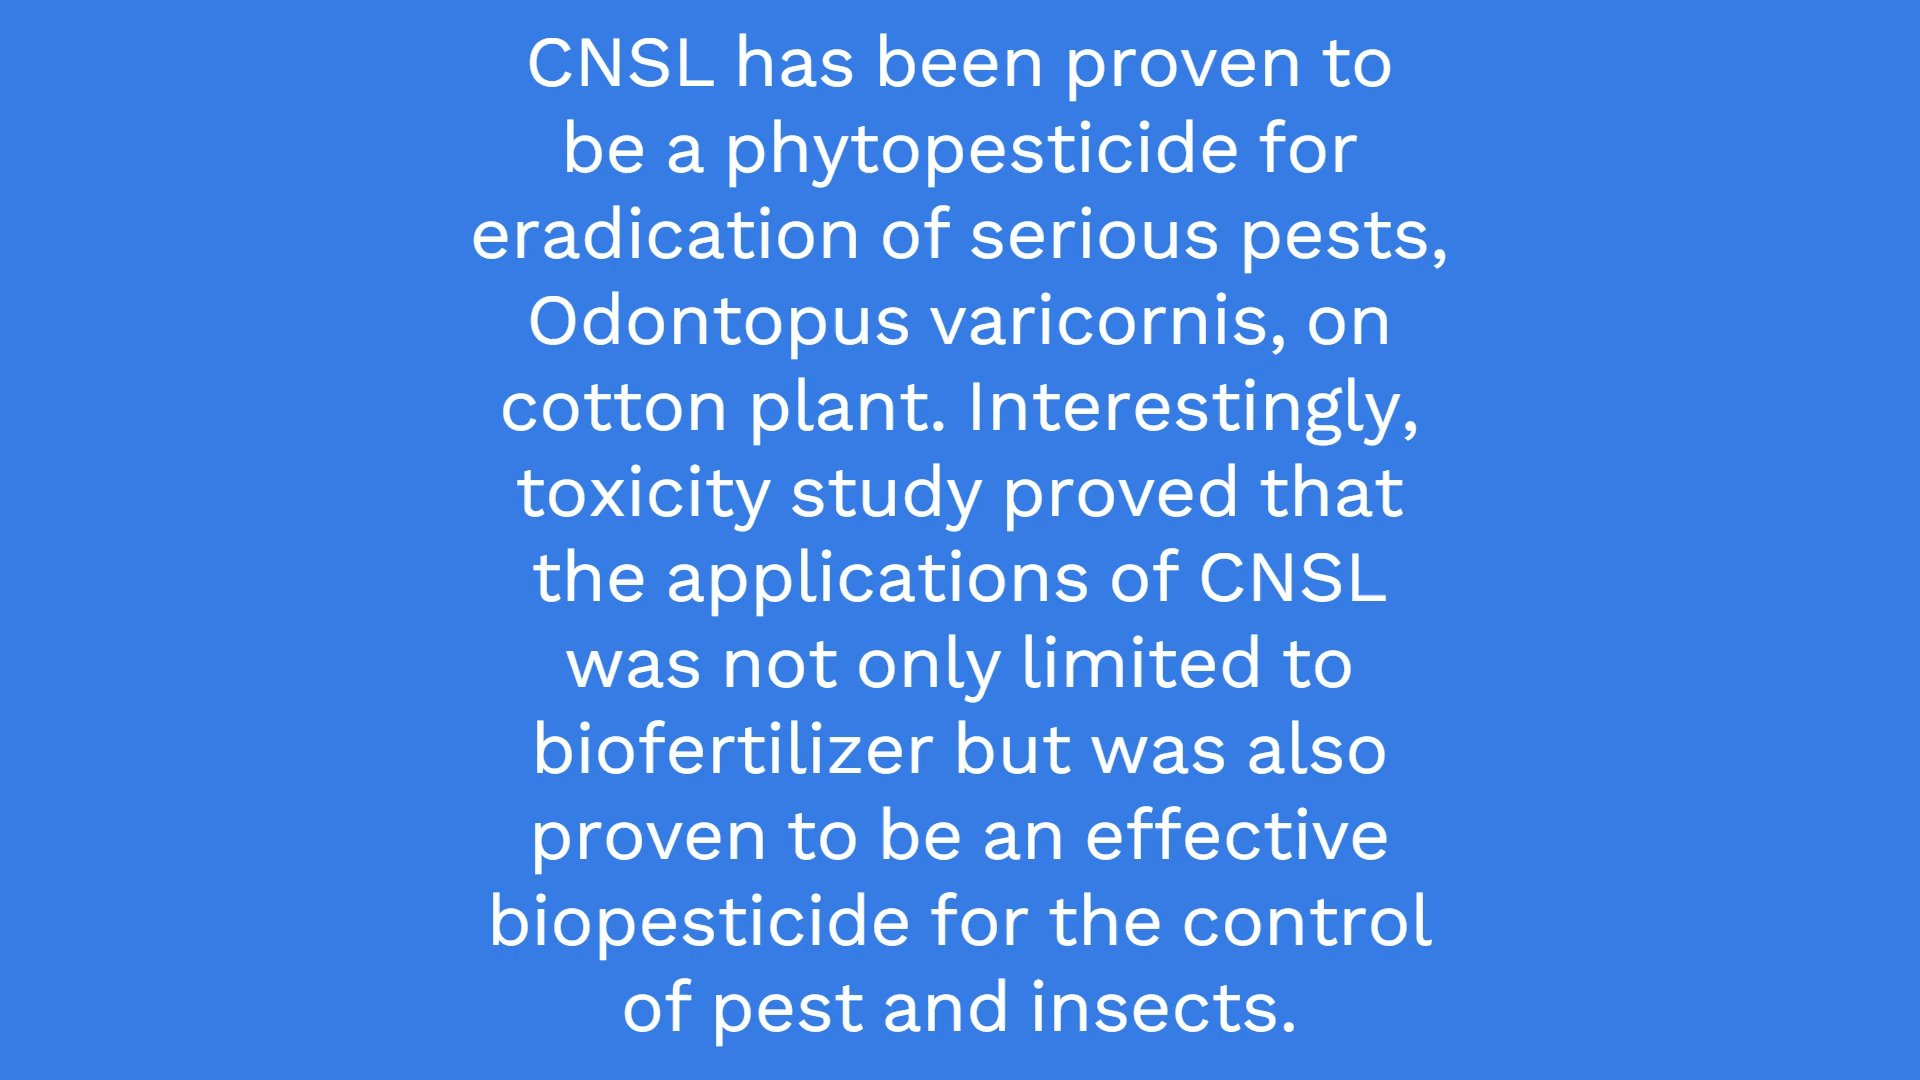 CNSL has been proven to
be a phytopesticide for
eradication of serious pests,
Odontopus varicornis, on
cotton plant. Interestingly,
toxicity study proved that
the applications of CNSL
was not only limited to
biofertilizer but was also
proven to be an effective
biopesticide for the control
of pest and insects.